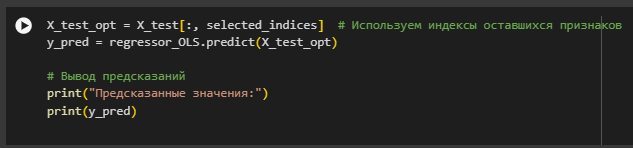 X_test_opt = X_test[:, selected_indices]  # Используем индексы оставшихся признаков
y_pred = regressor_OLS.predict(X_test_opt)
# Вывод предсказаний
print("Предсказанные значения:")
print(y_pred)